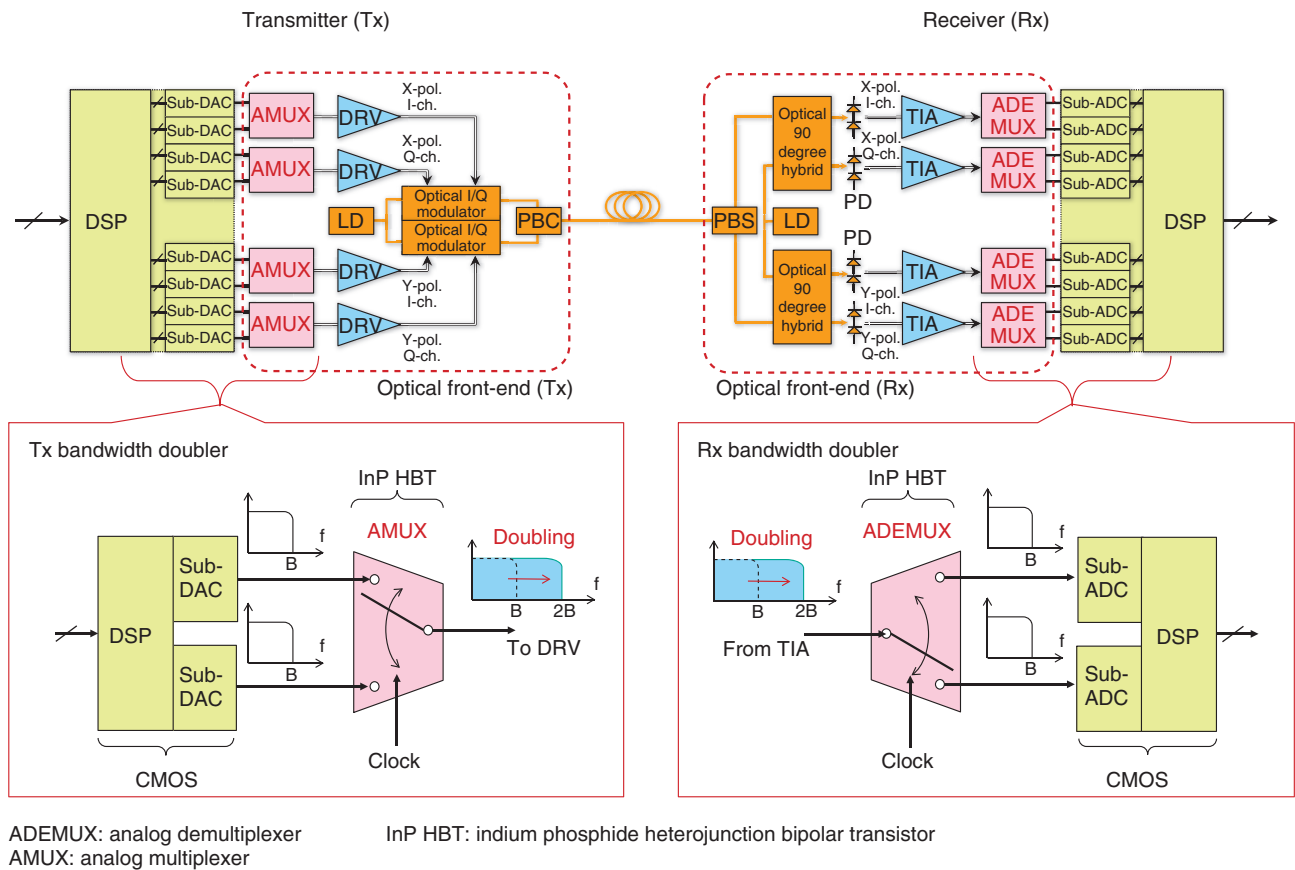 Transmitter (Tx)
Receiver (Rx)
DSP
Sub-DAC
Sub-DAC
Sub-DAC
Sub-DAC
Sub-DAC
Sub-DAC
Sub-DAC
Sub-DAC
AMUX
AMUX
AMUX
AMUX
DRV
DRV
DRV
DRV
X-pol.
I-ch.
X-pol.
Q-ch.
Y-pol.
I-ch.
Y-pol.
Q-ch.
LD
Optical I/Q
modulator
Optical I/Q
modulator
PBC
Optical front-end (Tx)
PBS
Optical
90
degree
hybrid
LD
Optical
90
degree
hybrid
X-pol.
I-ch.
X-pol.
Q-ch.
PD
PD
Y-pol.
I-ch.
Y-pol.
Q-ch.
TIA
TIA
TIA
TIA
ADE
MUX
ADE
MUX
ADE
MUX
ADE
MUX
Sub-ADC
Sub-ADC
Sub-ADC
Sub-ADC
Sub-ADC
Sub-ADC
Sub-ADC
Sub-ADC
DSP
Optical front-end (Rx)
Tx bandwidth doubler
InP HBT
AMUX
f
B
Doubling
f
B
2B
Sub-
DAC
DSP
f
B
Sub-
DAC
To DRV
Clock
CMOS
Rx bandwidth doubler
InP HBT
ADEMUX
Doubling
f
B
2B
f
B
Sub-
ADC
From TIA
f
B
DSP
Sub-
ADC
Clock
CMOS
ADEMUX: analog demultiplexer
AMUX: analog multiplexer
InP HBT: indium phosphide heterojunction bipolar transistor